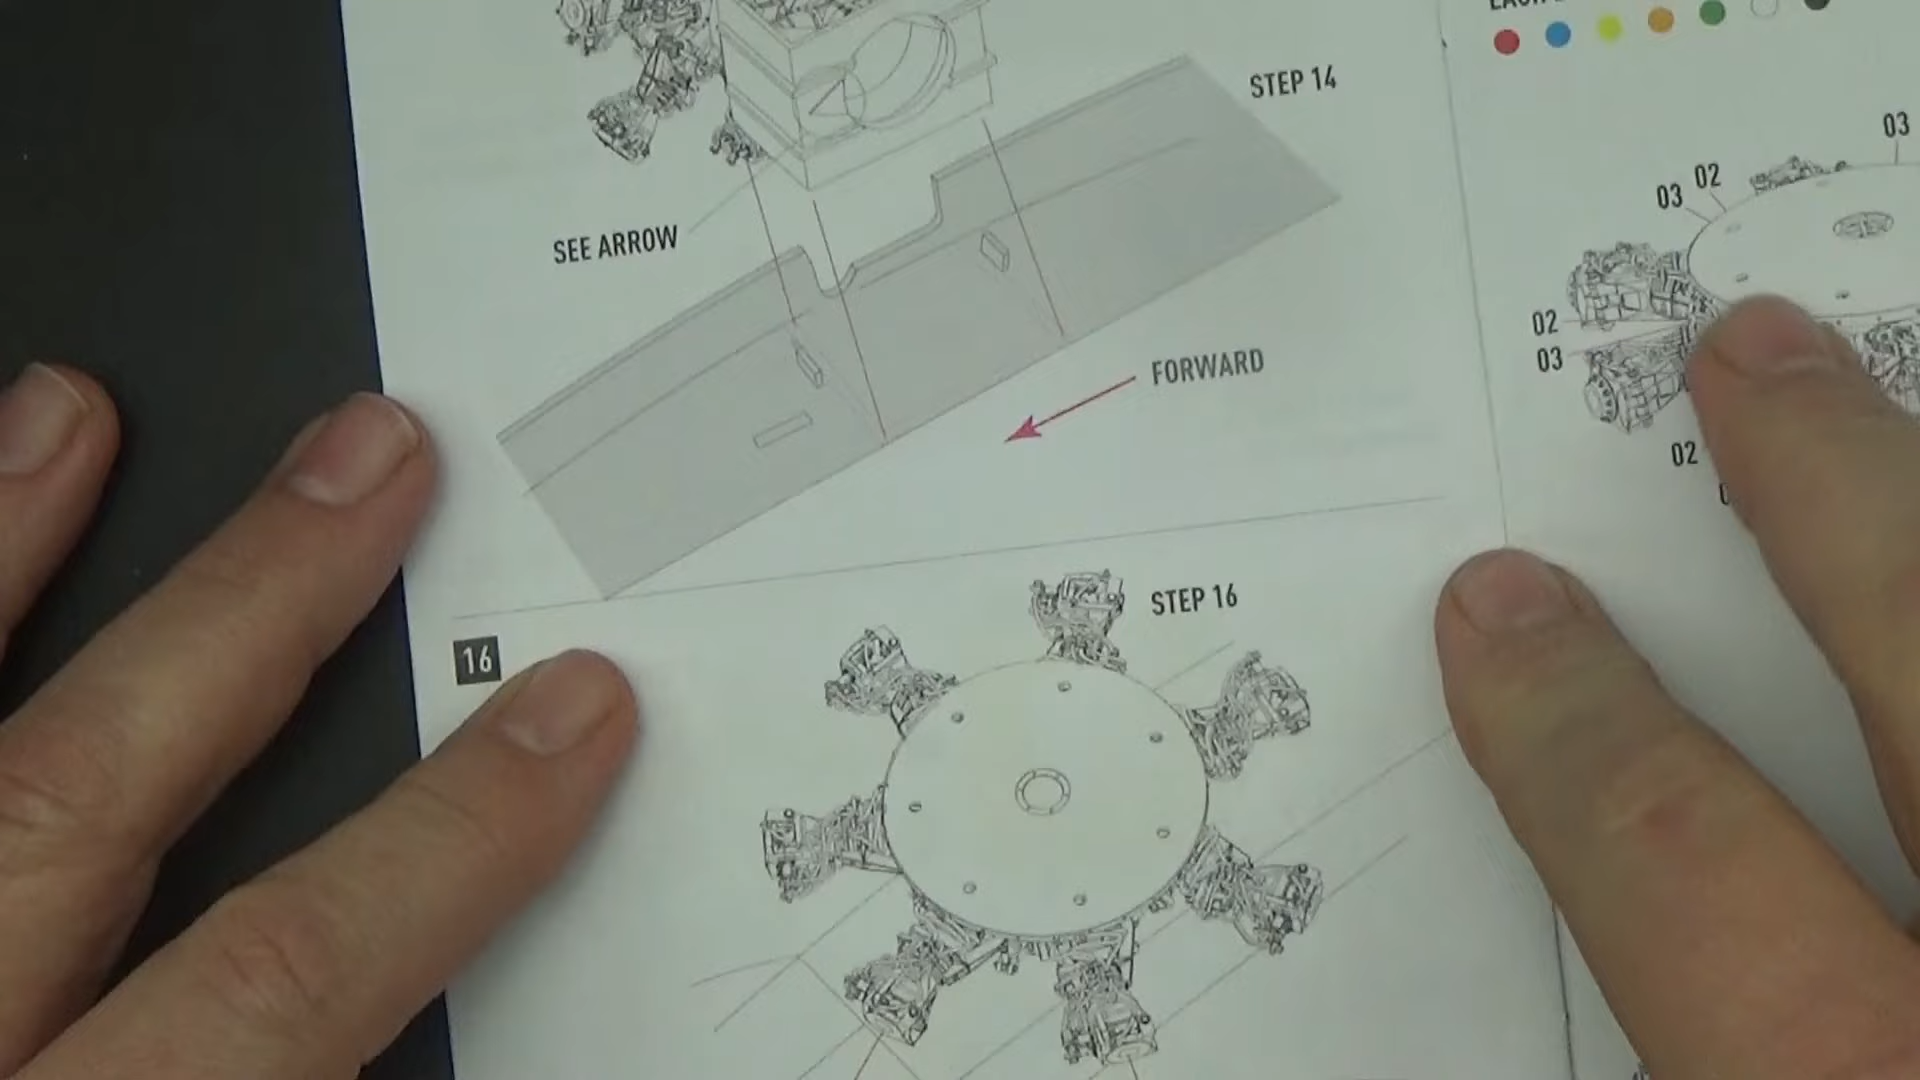 STEP 14
SEE ARROW
FORWARD
16
STEP 16
03
03 02
02
03
02